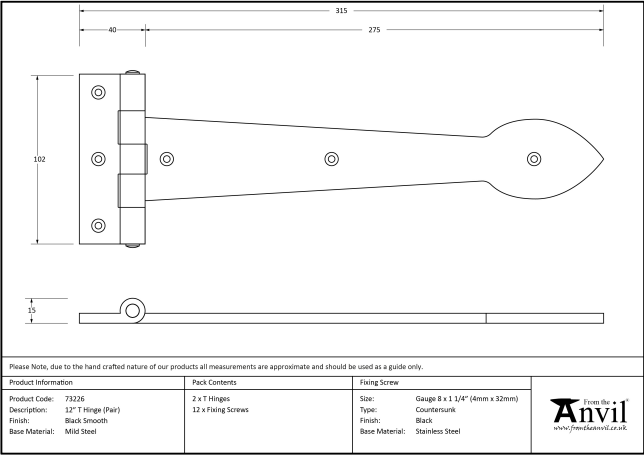 315
40
275
102
15
Please Note, due to the hand crafted nature of our products all measurements are approximate and should be used as a guide only.
Product Information
Product Code: 73226
Description: 12" T Hinge (Pair)
Finish: Black Smooth
Base Material: Mild Steel
Pack Contents
2 x T Hinges
12 x Fixing Screws
Fixing Screw
Size: Gauge 8 x 1 1/4" (4mm x 32mm)
Type: Countersunk
Finish: Black
Base Material: Stainless Steel
From the
Anvil®
www.fromtheanvil.co.uk